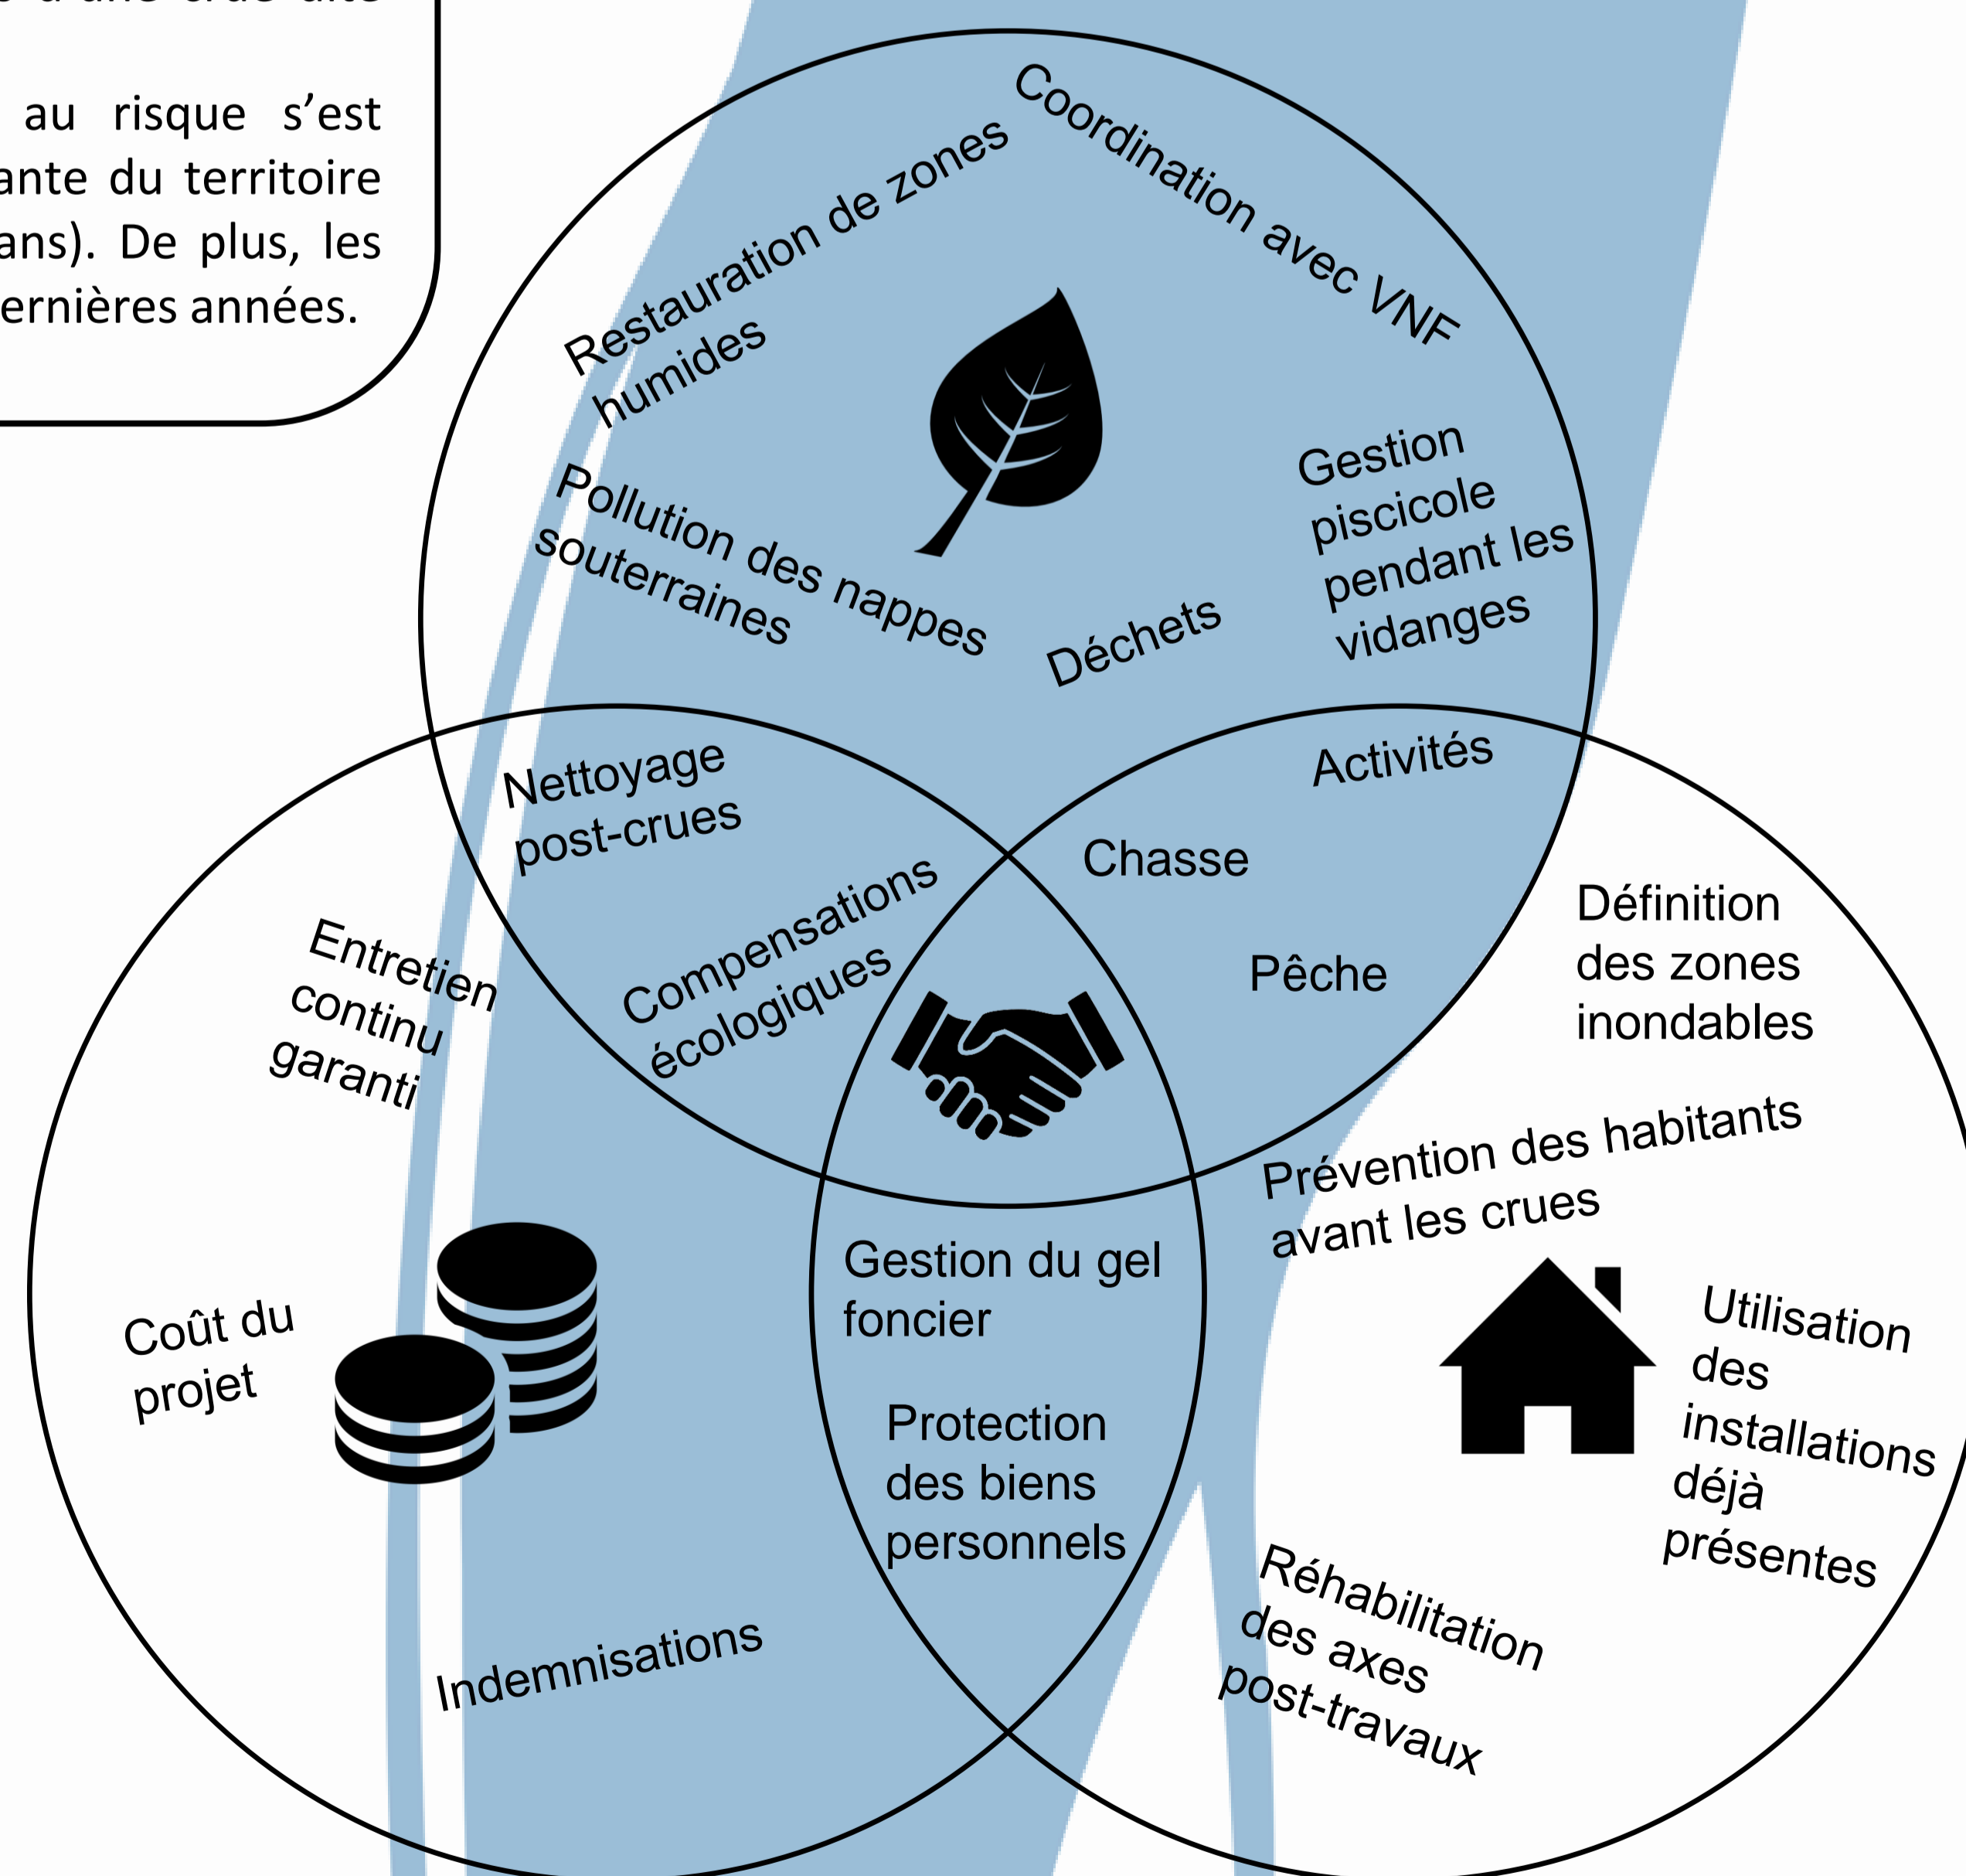 au risque s'est
du territoire
ans). De plus, les
dernières années.
Coordination avec VNF
Restauration de zones
humides
Gestion
piscicole
pendant les
vidanges
Pollution des nappes
souterraines
Déchets
Nettoyage
post-crues
Activités
Chasse
Pêche
Compensations
écologiques
Entretien
continu
garanti
Définition
des zones
inondables
Prévention des habitants
avant les crues
Gestion du gel
foncier
Coût du
projet
Utilisation
des
installations
déjà
présentes
Protection
des biens
personnels
Réhabilitation
des axes
post-travaux
Indemnisations